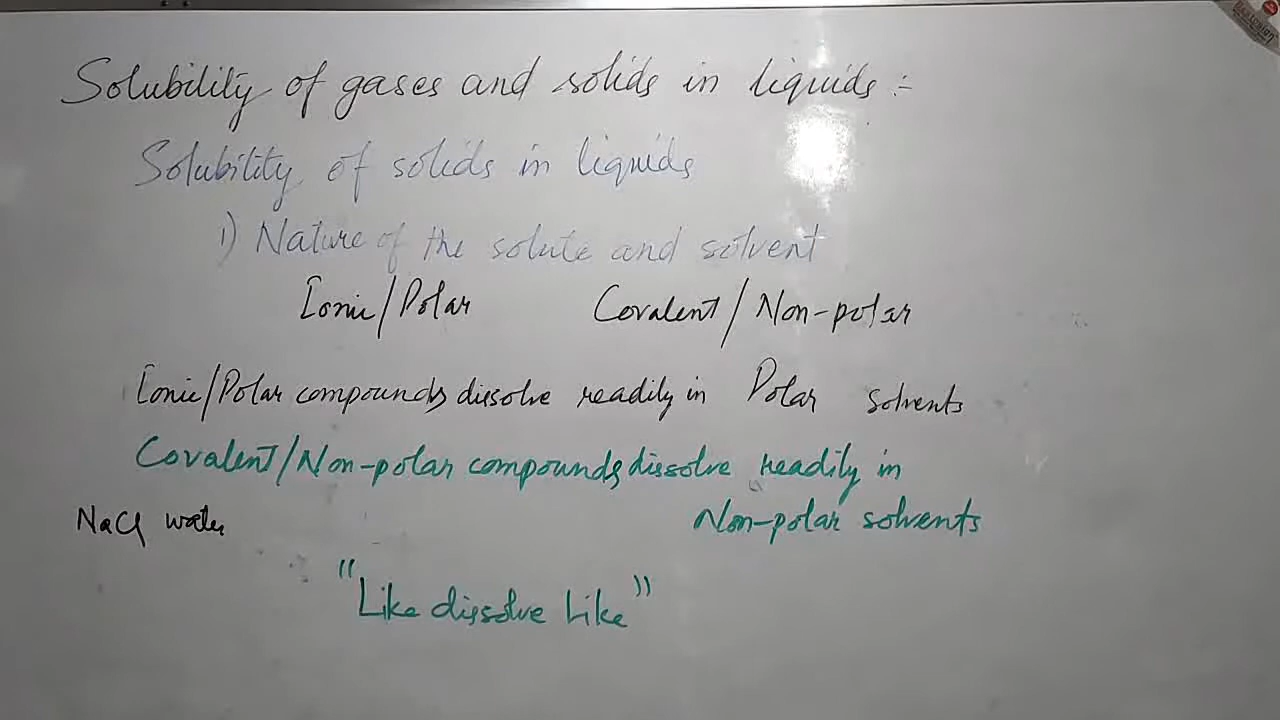 Solubility of gases and solids in liquids :-
Solubility of solids in liquids
1) Nature of the solute and solvent
Ionic/Polar Covalent/Non-polar
Ionic/Polar compounds dissolve readily in Polar solvents
Covalent/Non-polar compounds dissolve readily in
NaCl water Non-polar solvents
"Like dissolve Like"